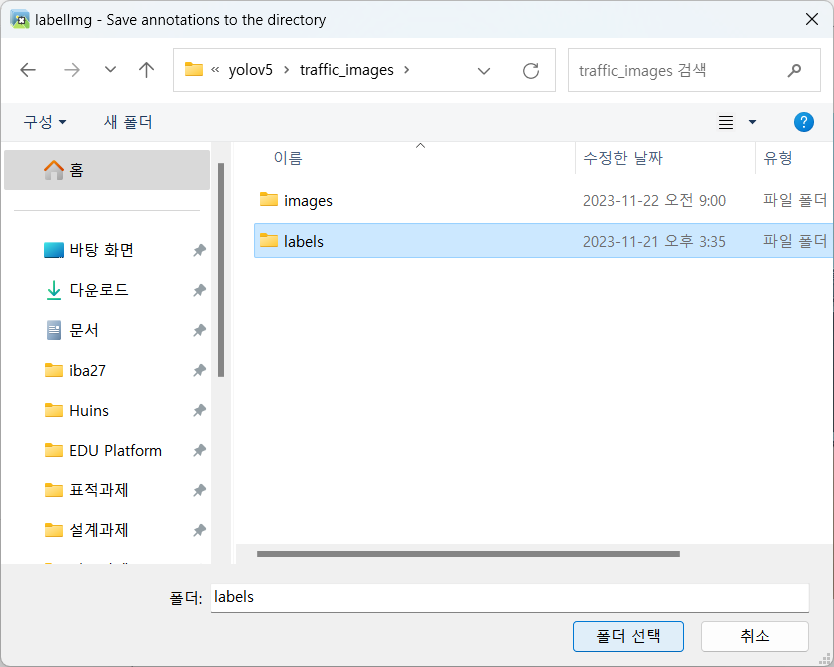 labelImg - Save annotations to the directory
« yolov5 › traffic_images ›
traffic_images 검색
구성
새 폴더
?
홈
바탕 화면
다운로드
문서
iba27
Huins
EDU Platform
표적과제
설계과제
이름 수정한 날짜 유형
images 2023-11-22 오전 9:00 파일 폴더
labels 2023-11-21 오후 3:35 파일 폴더
폴더: labels
폴더 선택 취소